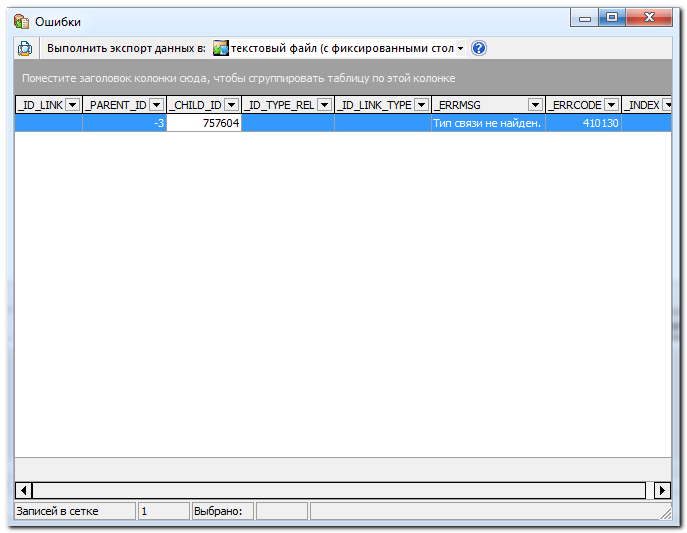 Ошибки
Выполнить экспорт данных в: текстовый файл (с фиксированными стол
Поместите заголовок колонки сюда, чтобы сгруппировать таблицу по этой колонке
_ID_LINK _PARENT_ID _CHILD_ID _ID_TYPE_REL _ID_LINK_TYPE _ERRMSG _ERRCODE _INDEX
-3 757604 Тип связи не найден. 410130
Записей в сетке 1 Выбрано: